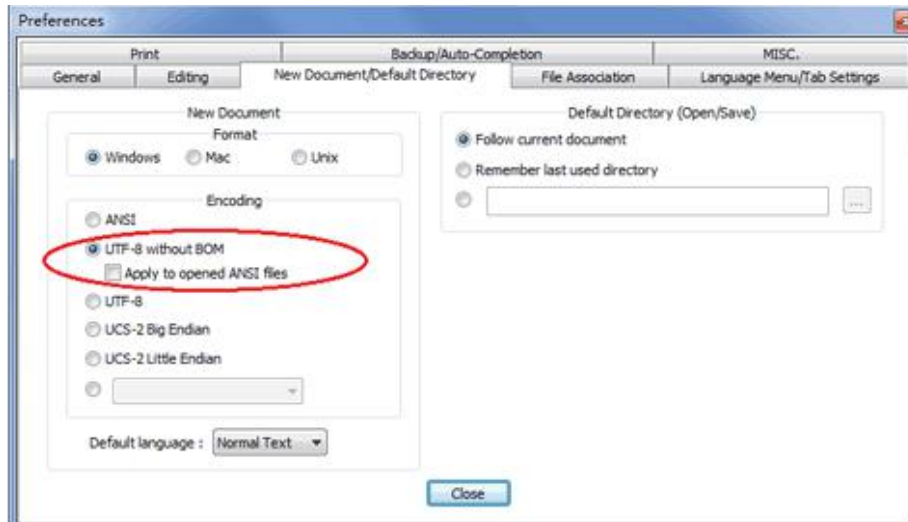 Preferences
Print Backup/Auto-Completion MISC.
General Editing New Document/Default Directory File Association Language Menu/Tab Settings
New Document
Format
Windows Mac Unix
Encoding
ANSI
UTF-8 without BOM
Apply to opened ANSI files
UTF-8
UCS-2 Big Endian
UCS-2 Little Endian
Default language : Normal Text
Default Directory (Open/Save)
Follow current document
Remember last used directory
...
Close